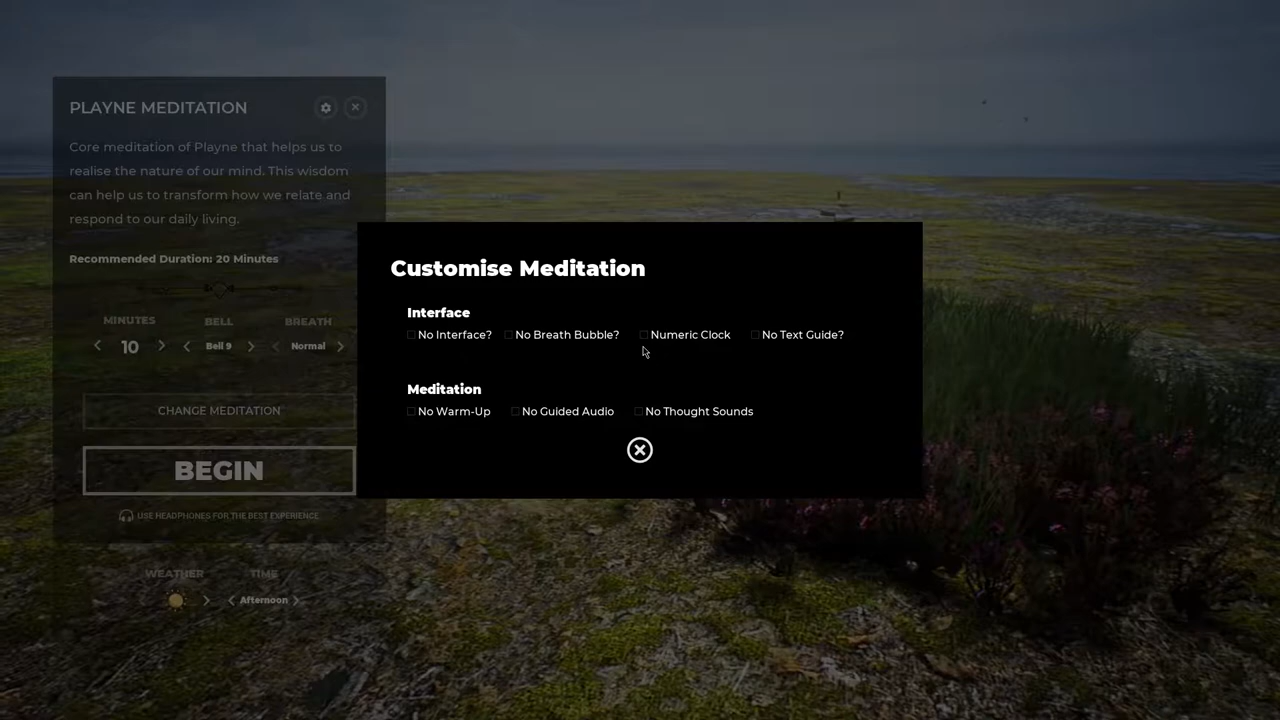 PLAYNE MEDITATION
Core meditation of Playne that helps us to
realise the nature of our mind. This wisdom
can help us to transform how we relate and
respond to our daily living.
Recommended Duration: 20 Minutes
MINUTES BELL BREATH
10 Bell 9 Normal
CHANGE MEDITATION
BEGIN
USE HEADPHONES FOR THE BEST EXPERIENCE
WEATHER TIME
Afternoon
Customise Meditation
Interface
No Interface? No Breath Bubble? Numeric Clock No Text Guide?
Meditation
No Warm-Up No Guided Audio No Thought Sounds